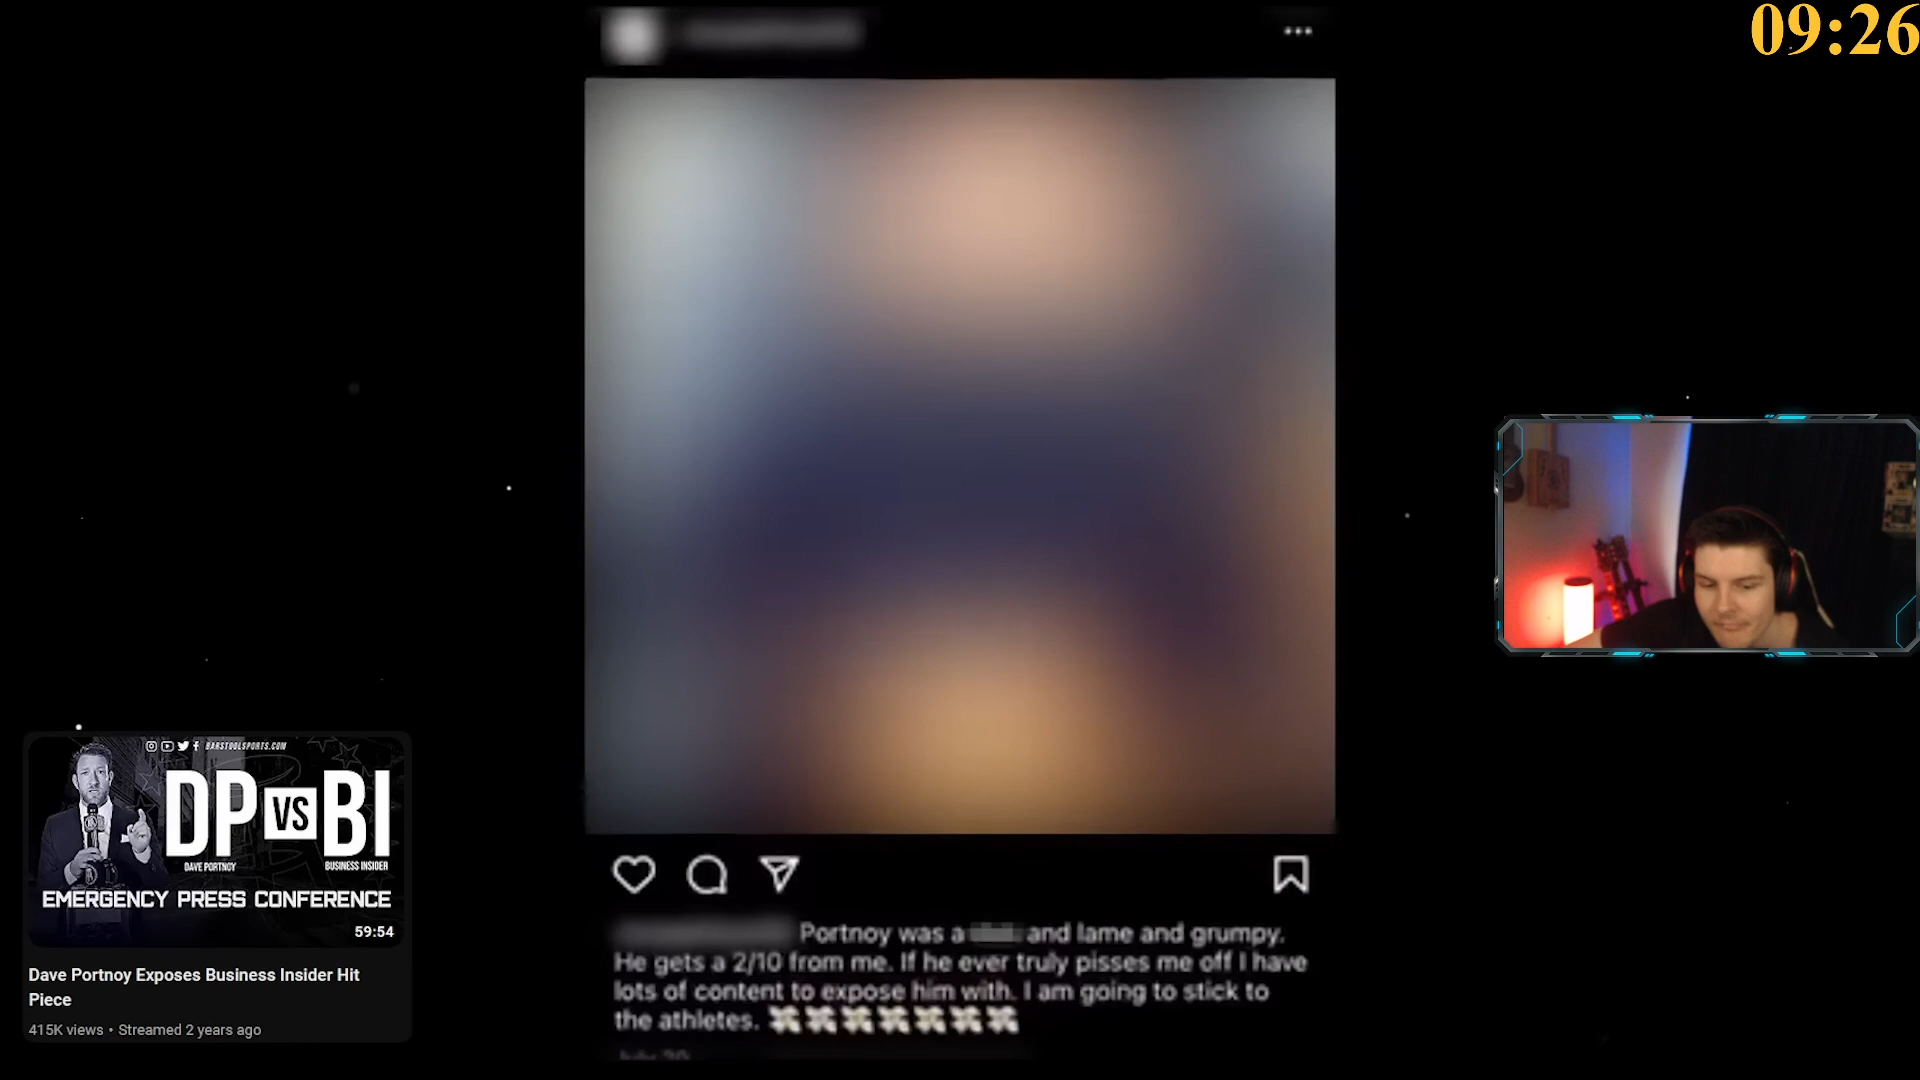 09:26
Portnoy was a and lame and grumpy.
He gets a 2/10 from me. If he ever truly pisses me off I have
lots of content to expose him with. I am going to stick to
the athletes.
BARSTOOLSPORTS.COM
DP VS BI
DAVE PORTNOY
BUSINESS INSIDER
EMERGENCY PRESS CONFERENCE
59:54
Dave Portnoy Exposes Business Insider Hit
Piece
415K views • Streamed 2 years ago